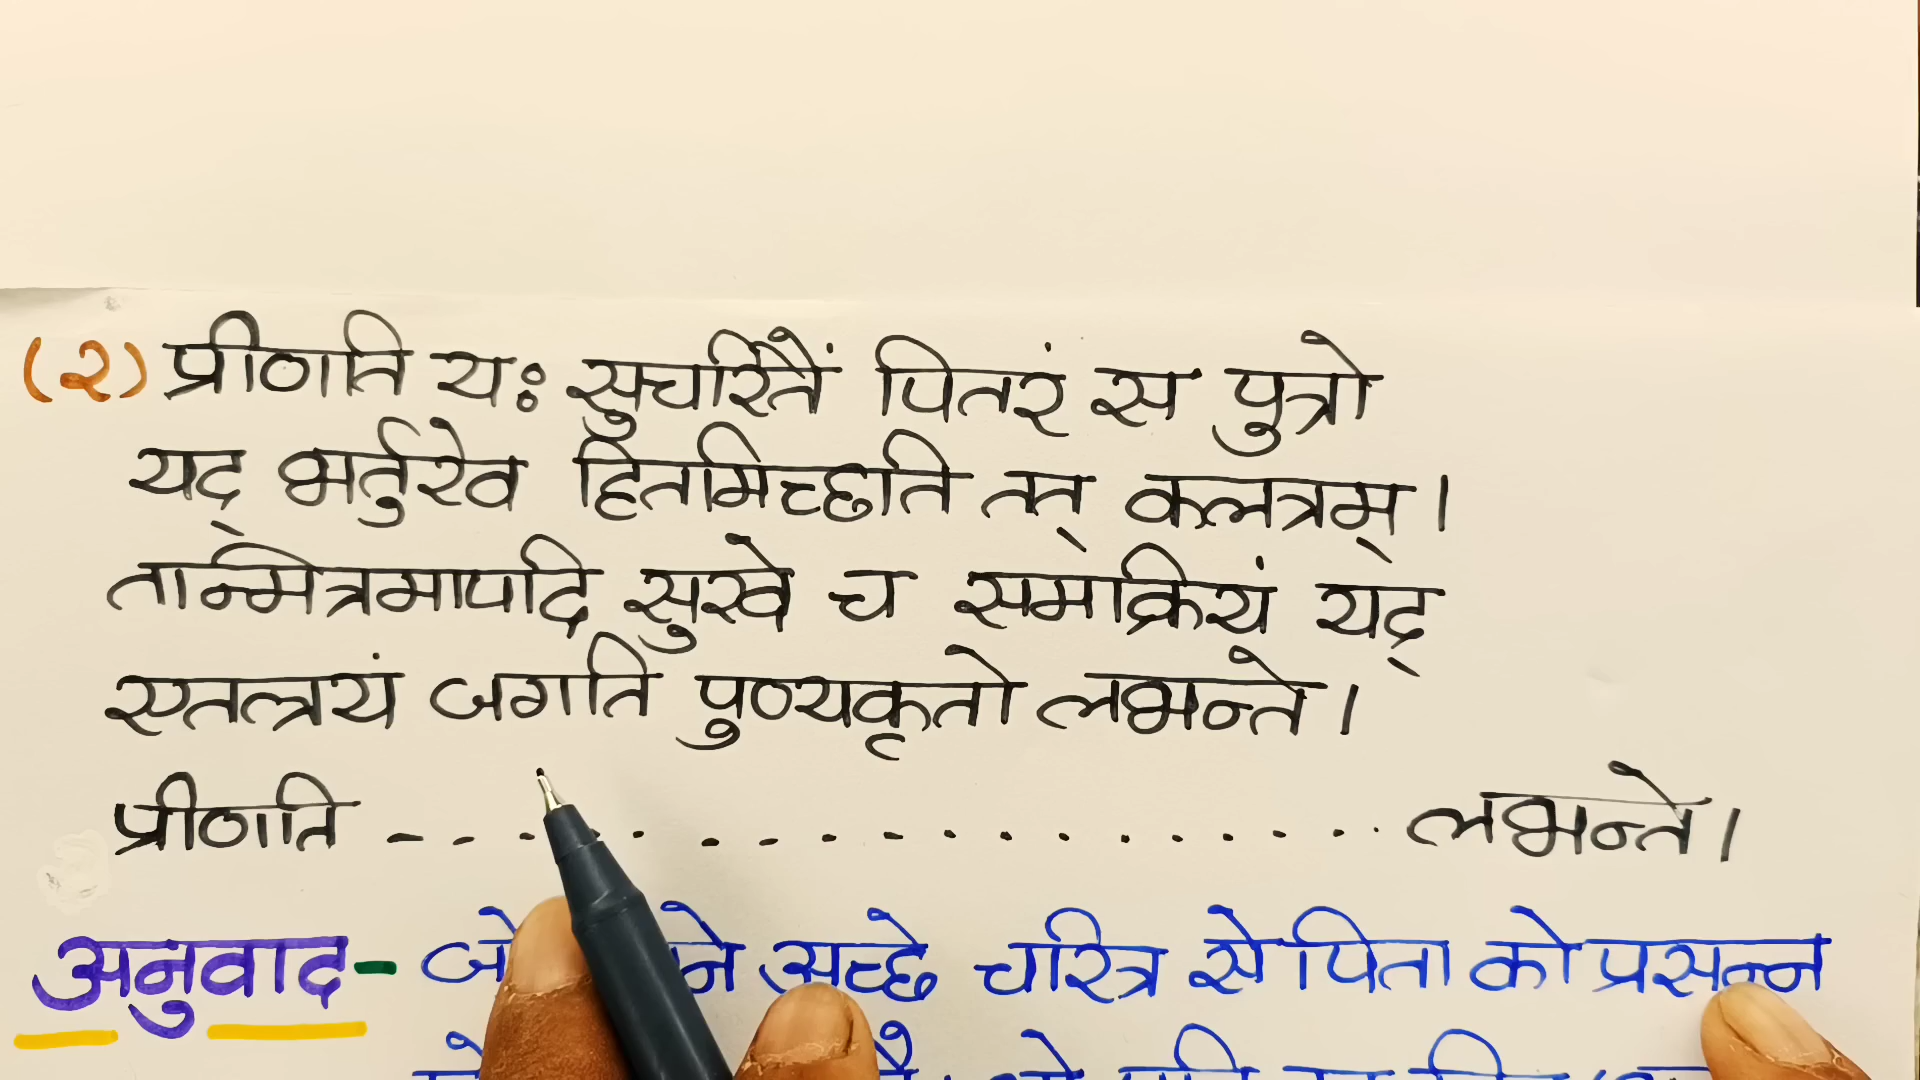 (२) प्रीणाति यः सुचरितैं पितरं स पुत्रो
यद् भर्तुरेव हितमिच्छति तत् कलत्रम्।
तान्मित्रमापदि सुखे च समक्रियं यद्
स्तत्त्रयं जगति पुण्यकृतो लभन्ते।
प्रीणाति - - - . . . . . . . . . . . . . . लभन्ते।
अनुवाद- अच्छे चरित्र से पिता को प्रसन्न